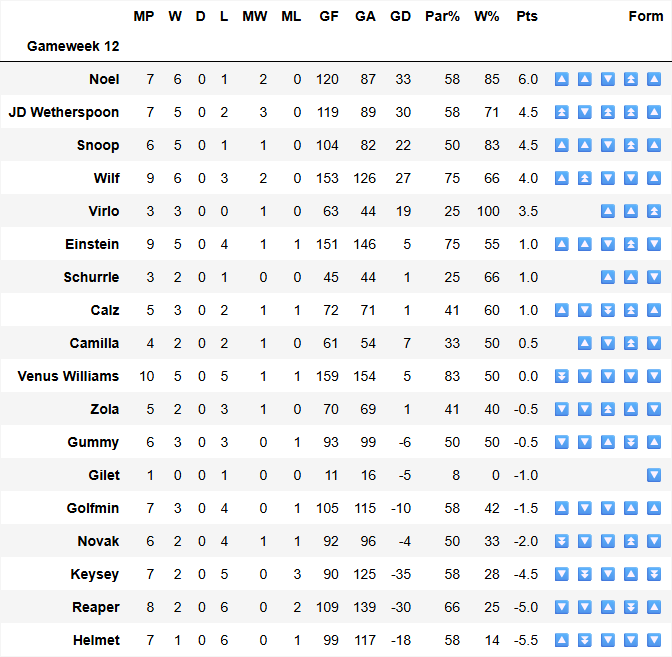 MP W D L MW ML GF GA GD Par% W% Pts Form
Gameweek 12
Noel 7 6 0 1 2 0 120 87 33 58 85 6.0 🔼 🔼 🔼 ⏫ 🔼
JD Wetherspoon 7 5 0 2 3 0 119 89 30 58 71 4.5 ⏫ 🔽 ⏫ ⏫ 🔼
Snoop 6 5 0 1 1 0 104 82 22 50 83 4.5 🔼 🔼 🔽 ⏫ 🔼
Wilf 9 6 0 3 2 0 153 126 27 75 66 4.0 🔼 ⏫ 🔽 🔽 🔼
Virlo 3 3 0 0 1 0 63 44 19 25 100 3.5 🔼 🔼 ⏫
Einstein 9 5 0 4 1 1 151 146 5 75 55 1.0 🔼 🔼 🔽 ⏫ 🔽
Schurrle 3 2 0 1 0 0 45 44 1 25 66 1.0 🔼 🔼 🔽
Calz 5 3 0 2 1 1 72 71 1 41 60 1.0 🔼 🔽 ⏬ ⏫ 🔼
Camilla 4 2 0 2 1 0 61 54 7 33 50 0.5 🔼 🔽 ⏫ 🔽
Venus Williams 10 5 0 5 1 1 159 154 5 83 50 0.0 ⏬ 🔽 🔽 🔽 🔽
Zola 5 2 0 3 1 0 70 69 1 41 40 -0.5 🔽 🔽 ⏫ 🔼 🔽
Gummy 6 3 0 3 0 1 93 99 -6 50 50 -0.5 🔽 🔽 🔼 ⏬ 🔼
Gilet 1 0 0 1 0 0 11 16 -5 8 0 -1.0 🔽
Golfmin 7 3 0 4 0 1 105 115 -10 58 42 -1.5 🔼 🔽 🔽 🔼 🔼
Novak 6 2 0 4 1 1 92 96 -4 50 33 -2.0 ⏬ 🔽 🔽 ⏫ 🔽
Keysey 7 2 0 5 0 3 90 125 -35 58 28 -4.5 🔽 ⏬ 🔽 🔼 ⏬
Reaper 8 2 0 6 0 2 109 139 -30 66 25 -5.0 🔽 🔽 🔼 ⏬ 🔽
Helmet 7 1 0 6 0 1 99 117 -18 58 14 -5.5 🔼 ⏬ 🔽 🔽 🔽